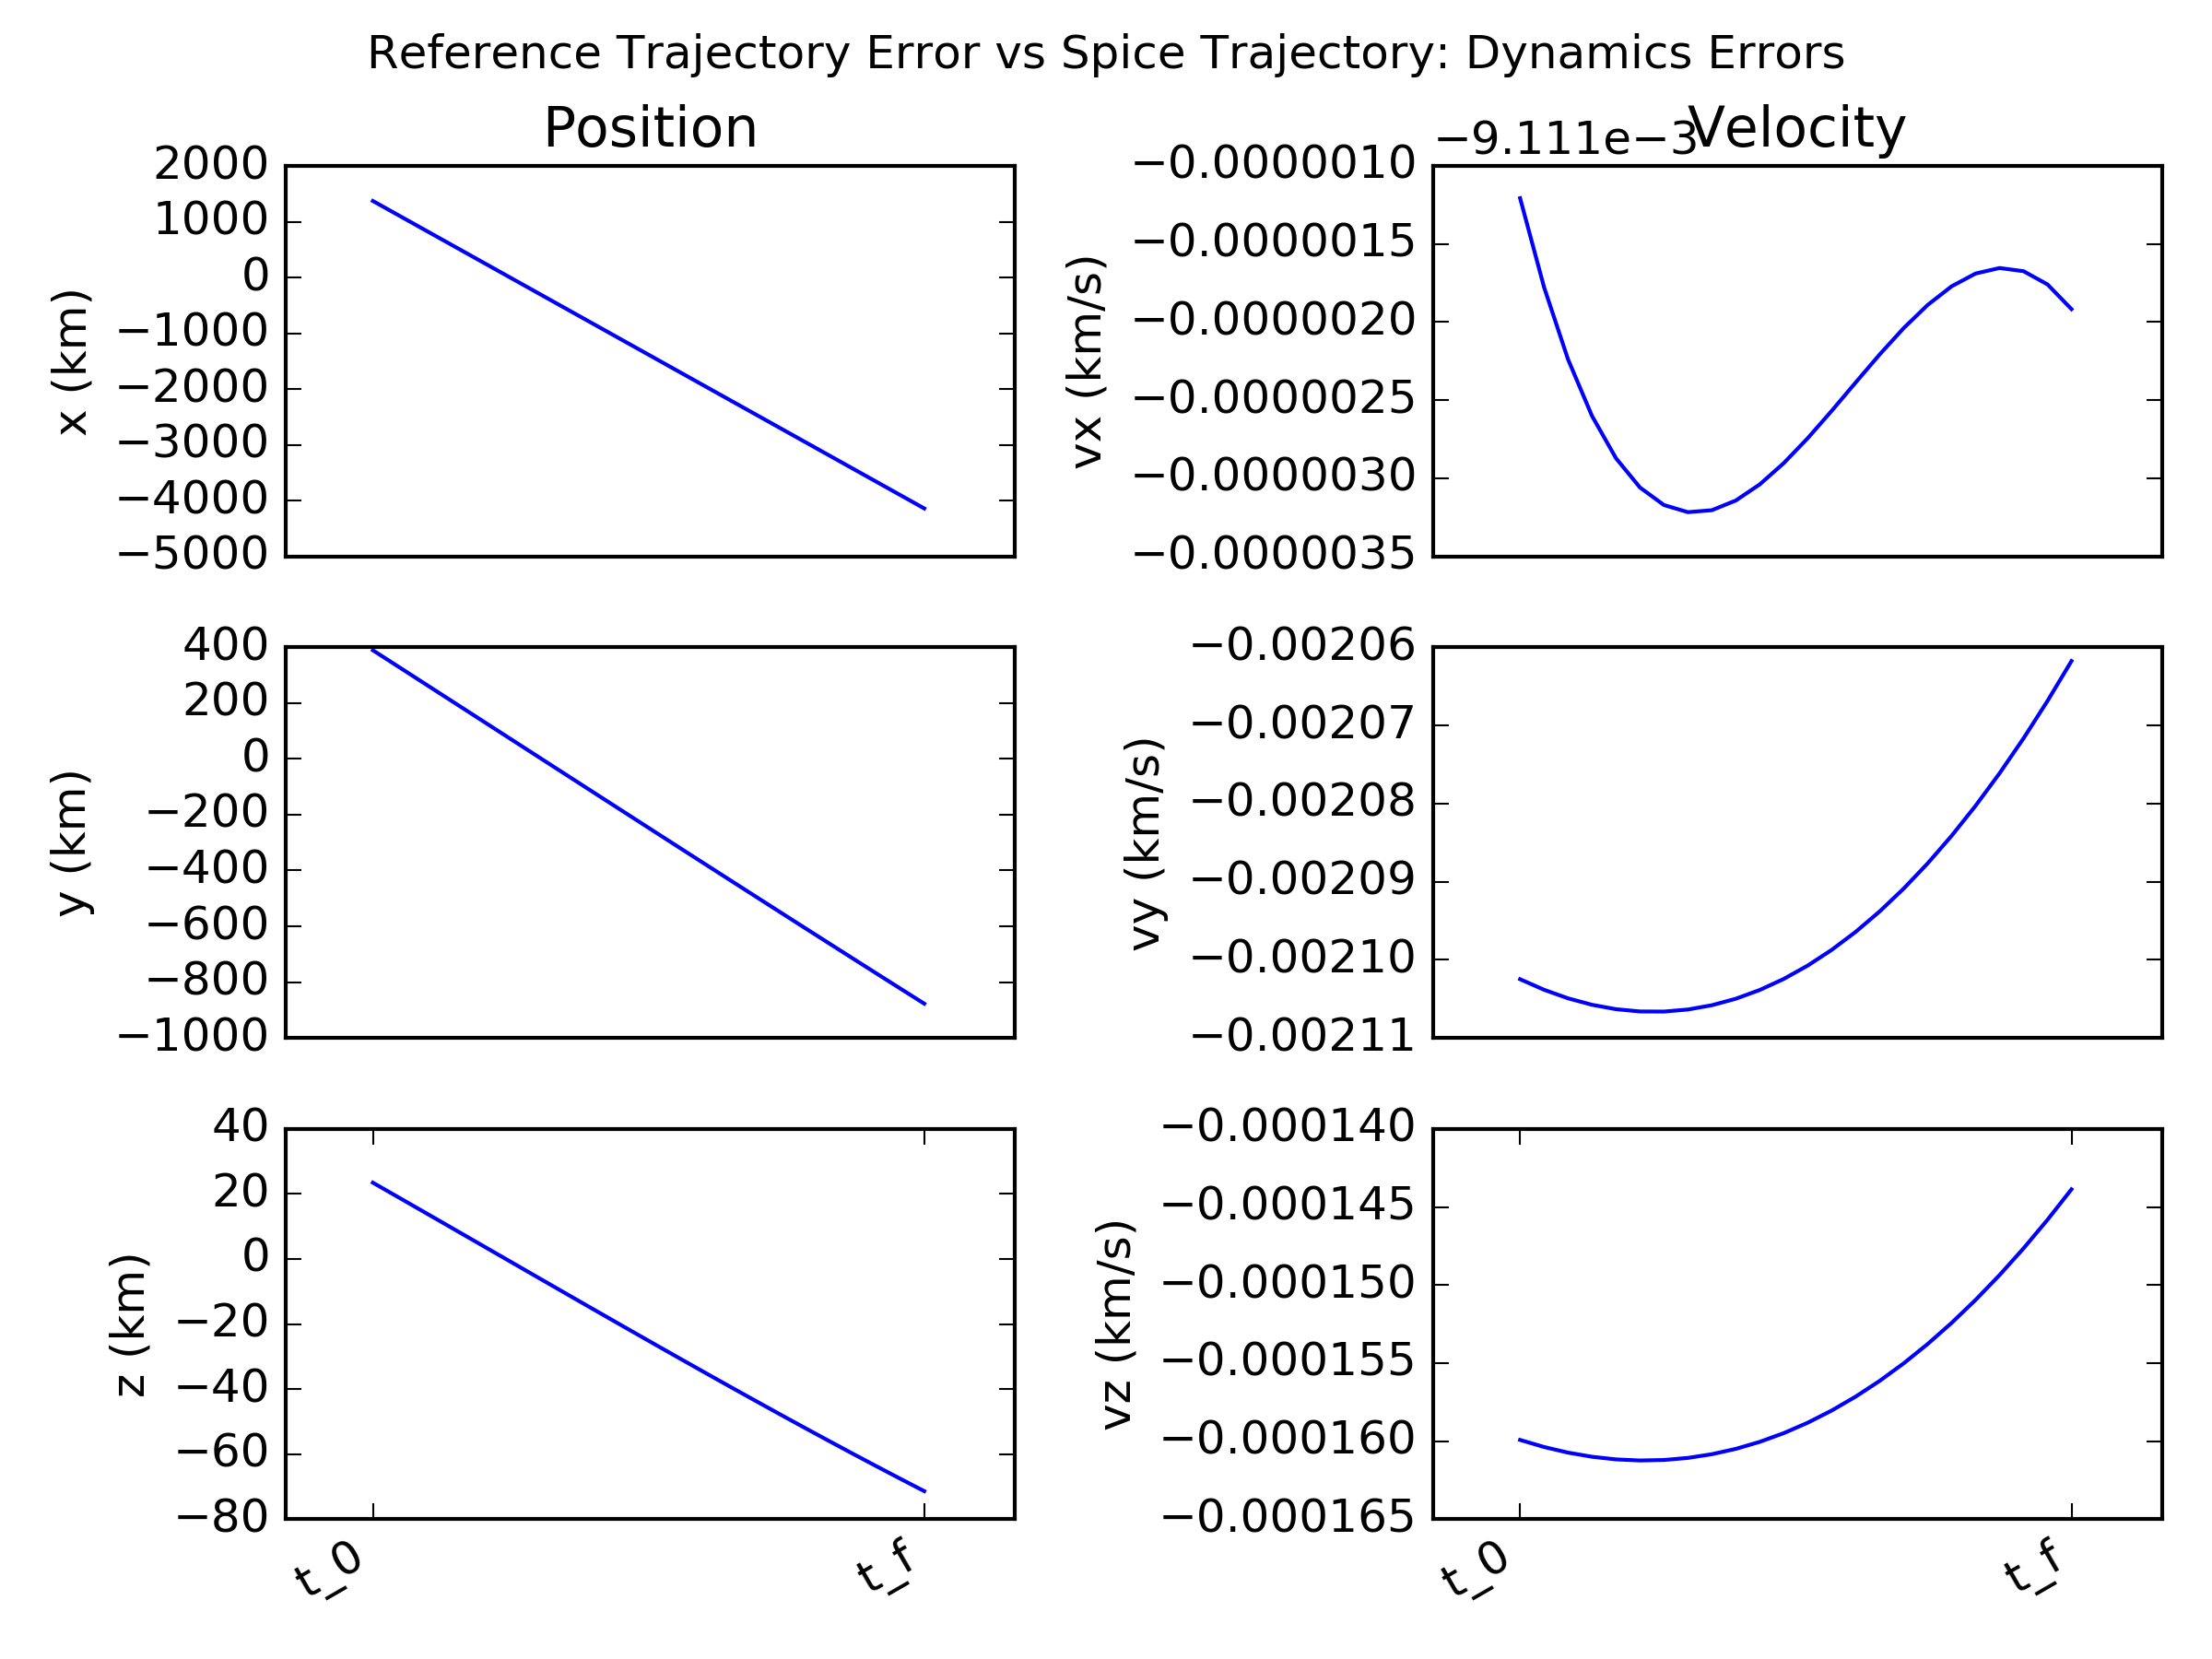 Reference Trajectory Error vs Spice Trajectory: Dynamics Errors
Position
2000
1000
0
−1000
−2000
−3000
−4000
−5000
x (km)
Velocity
−9.111e−3
−0.0000010
−0.0000015
−0.0000020
−0.0000025
−0.0000030
−0.0000035
vx (km/s)
400
200
0
−200
−400
−600
−800
−1000
y (km)
−0.00206
−0.00207
−0.00208
−0.00209
−0.00210
−0.00211
vy (km/s)
40
20
0
−20
−40
−60
−80
z (km)
t_0
t_f
−0.000140
−0.000145
−0.000150
−0.000155
−0.000160
−0.000165
vz (km/s)
t_0
t_f